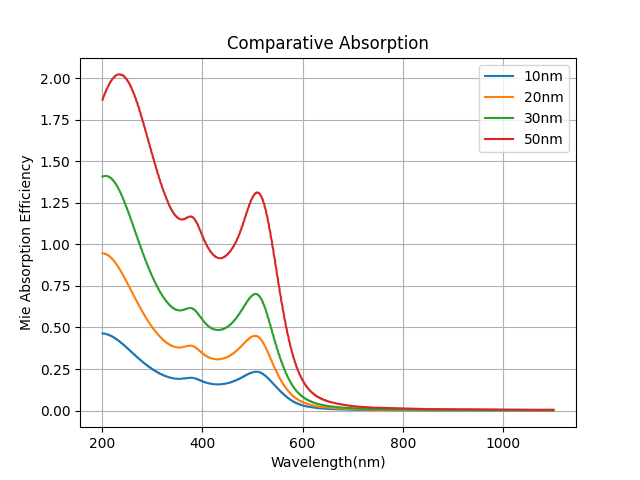 Comparative Absorption
Mie Absorption Efficiency
2.00
1.75
1.50
1.25
1.00
0.75
0.50
0.25
0.00
10nm
20nm
30nm
50nm
200 400 600 800 1000
Wavelength(nm)